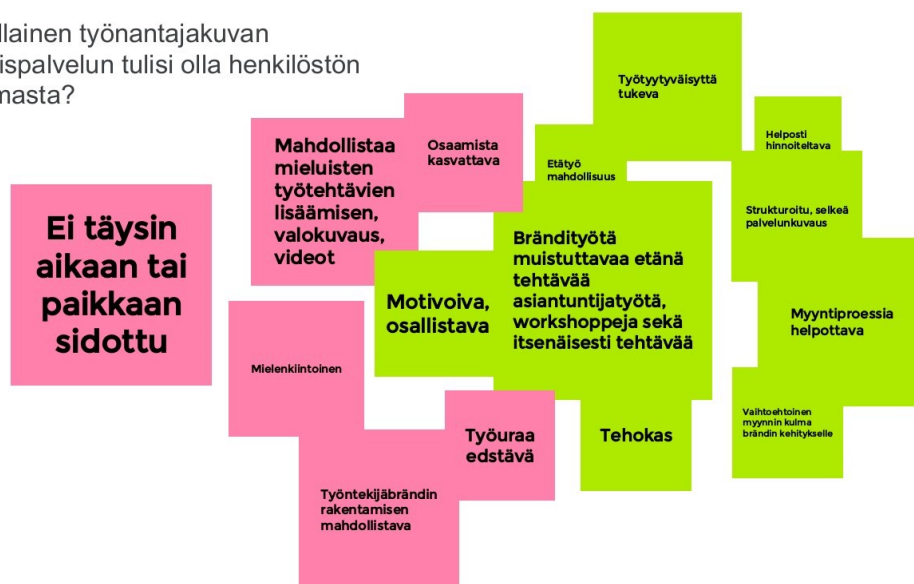 llainen työnantajakuvan
ispalvelun tulisi olla henkilöstön
masta?
Ei täysin
aikaan tai
paikkaan
sidottu
Mahdollistaa
mieluisten
työtehtävien
lisäämisen,
valokuvaus,
videot
Osaamista
kasvattava
Mielenkiintoinen
Työntekijäbrändin
rakentamisen
mahdollistava
Työuraa
edstävä
Motivoiva,
osallistava
Etätyö
mahdollisuus
Työtyytyväisyttä
tukeva
Brändityötä
muistuttavaa etänä
tehtävää
asiantuntijatyötä,
workshoppeja sekä
itsenäisesti tehtävää
Tehokas
Helposti
hinnoiteltava
Strukturoitu, selkeä
palvelunkuvaus
Myyntiproessia
helpottava
Vaihtoehtoinen
myynnin kulma
brändin kehitykselle